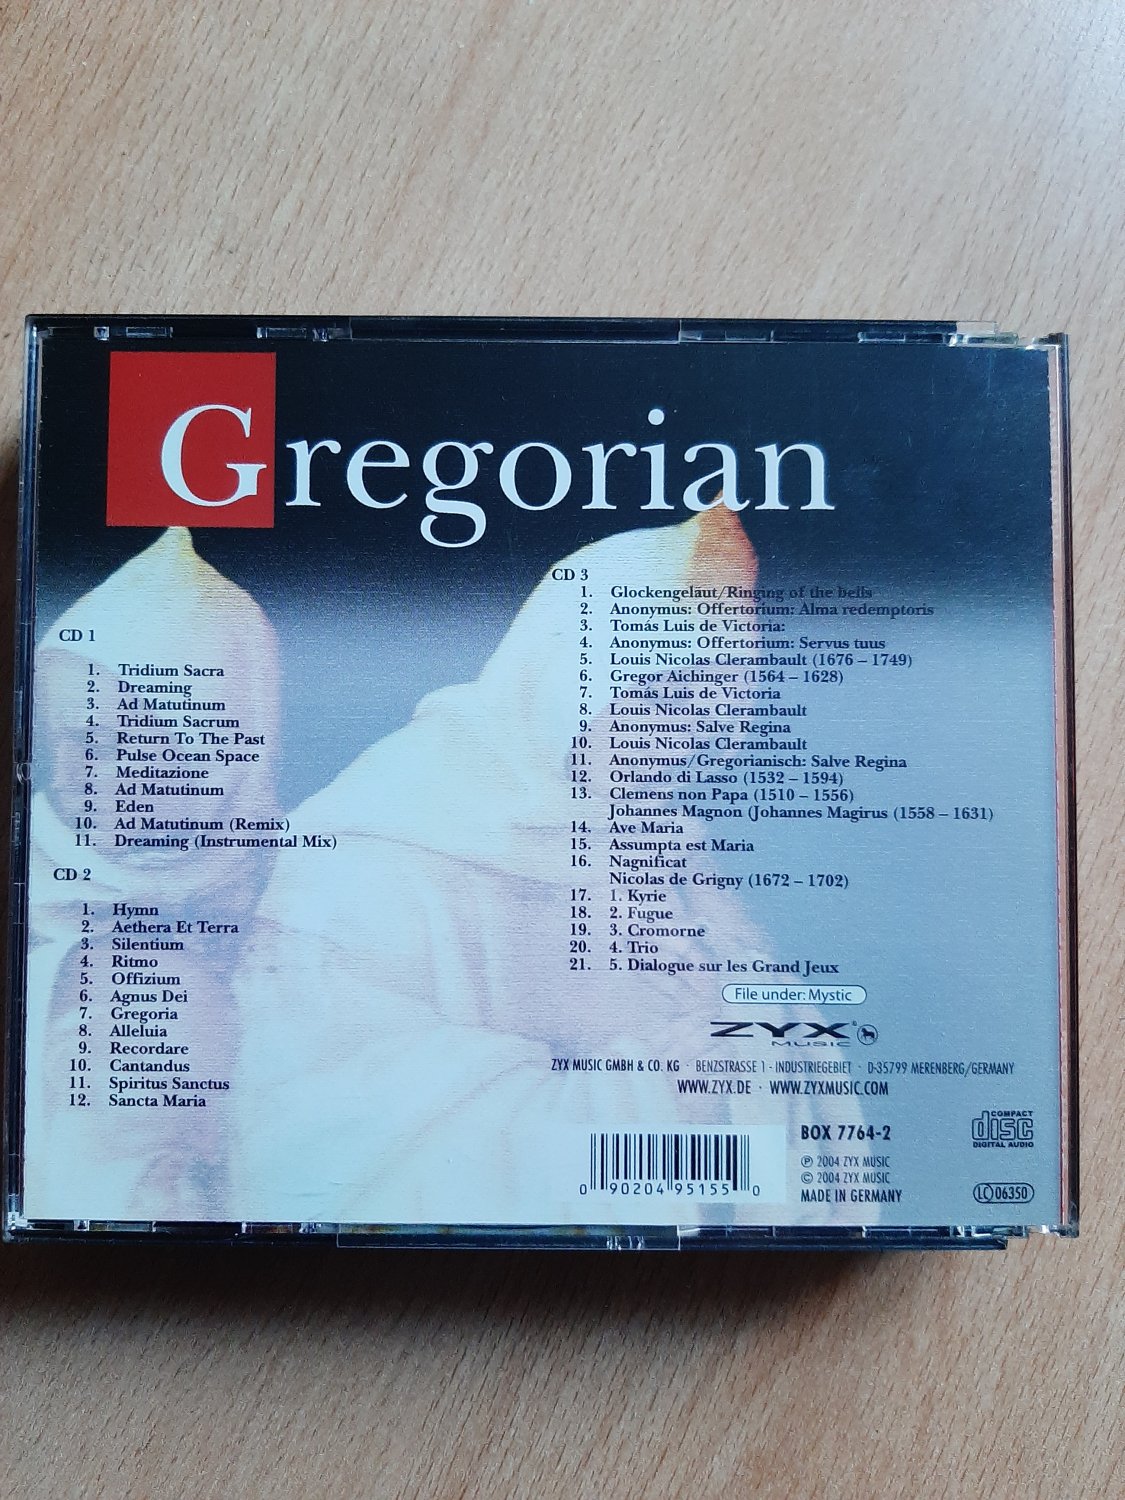 Gregorian
CD 1
1. Tridium Sacra
2. Dreaming
3. Ad Matutinum
4. Tridium Sacrum
5. Return To The Past
6. Pulse Ocean Space
7. Meditazione
8. Ad Matutinum
9. Eden
10. Ad Matutinum (Remix)
11. Dreaming (Instrumental Mix)
CD 2
1. Hymn
2. Aethera Et Terra
3. Silentium
4. Ritmo
5. Offizium
6. Agnus Dei
7. Gregoria
8. Alleluia
9. Recordare
10. Cantandus
11. Spiritus Sanctus
12. Sancta Maria
CD 3
1. Glockengeläut/Ringing of the bells
2. Anonymus: Offertorium: Alma redemptoris
3. Tomás Luis de Victoria:
4. Anonymus: Offertorium: Servus tuus
5. Louis Nicolas Clerambault (1676 – 1749)
6. Gregor Aichinger (1564 – 1628)
7. Tomás Luis de Victoria
8. Louis Nicolas Clerambault
9. Anonymus: Salve Regina
10. Louis Nicolas Clerambault
11. Anonymus/Gregorianisch: Salve Regina
12. Orlando di Lasso (1532 – 1594)
13. Clemens non Papa (1510 – 1556)
Johannes Magnon (Johannes Magirus (1558 – 1631)
14. Ave Maria
15. Assumpta est Maria
16. Nagnificat
Nicolas de Grigny (1672 – 1702)
17. 1. Kyrie
18. 2. Fugue
19. 3. Cromorne
20. 4. Trio
21. 5. Dialogue sur les Grand Jeux
File under: Mystic
ZYX®
MUSIC
ZYX MUSIC GMBH & CO. KG · BENZSTRASSE 1 · INDUSTRIEGEBIET · D-35799 MERENBERG/GERMANY
WWW.ZYX.DE · WWW.ZYXMUSIC.COM
0 90204 95155 0
BOX 7764-2
℗ 2004 ZYX MUSIC
© 2004 ZYX MUSIC
MADE IN GERMANY
COMPACT
disc
DIGITAL AUDIO
LC 06350